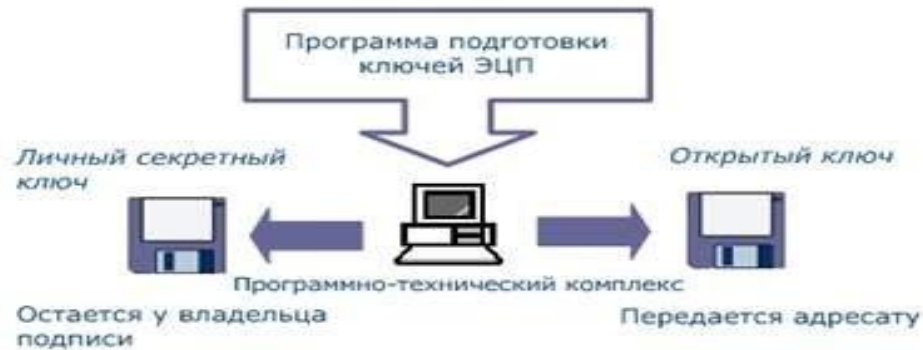 Программа подготовки
ключей ЭЦП
Личный секретный
ключ
Открытый ключ
Программно-технический комплекс
Остается у владельца
подписи
Передается адресату